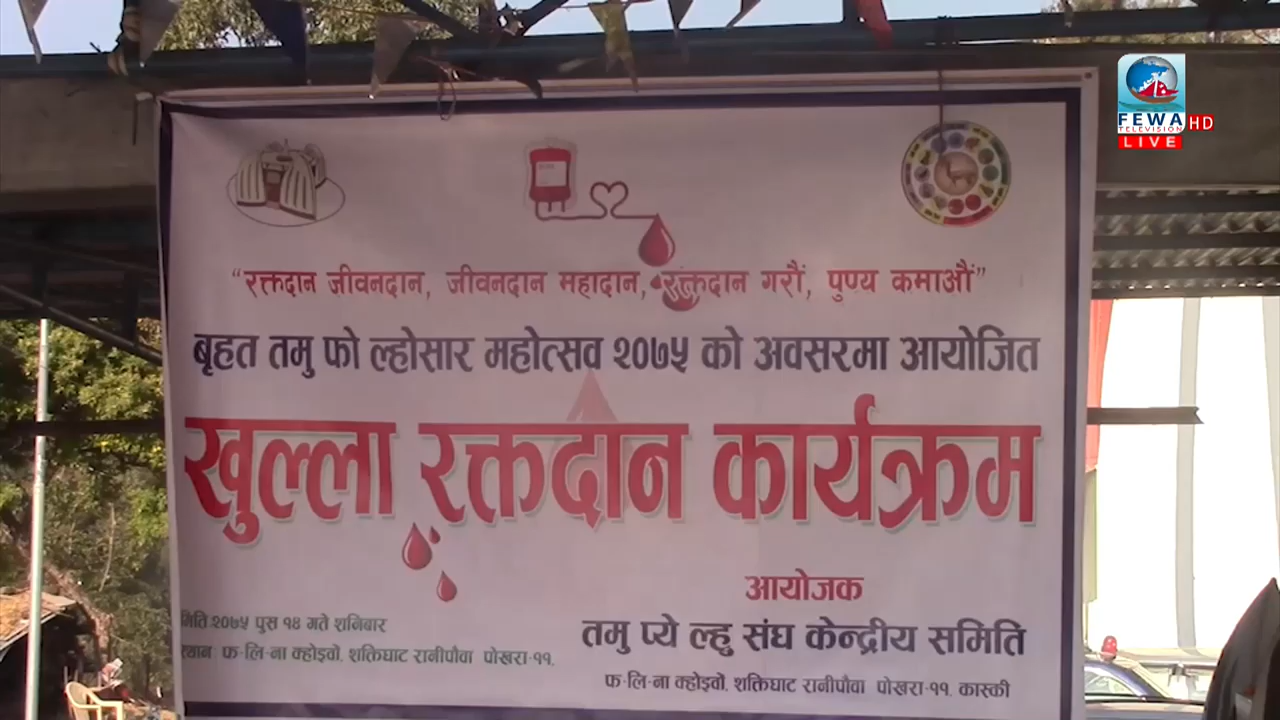 FEWA HD
TELEVISION
LIVE
“रक्तदान जीवनदान, जीवनदान महादान, रक्तदान गरौं, पुण्य कमाऔं”
बृहत तमु फो ल्होसार महोत्सव २०७५ को अवसरमा आयोजित
खुल्ला रक्तदान कार्यक्रम
आयोजक
तमु प्ये ल्हु संघ केन्द्रीय समिति
फ-लि-ना क्होइवों, शक्तिघाट रानीपौवा पोखरा-११, कास्की
मिति:२०७५ पुस १४ गते शनिबार
स्थान: फ-लि-ना क्होइवों, शक्तिघाट रानीपौवा पोखरा-११,